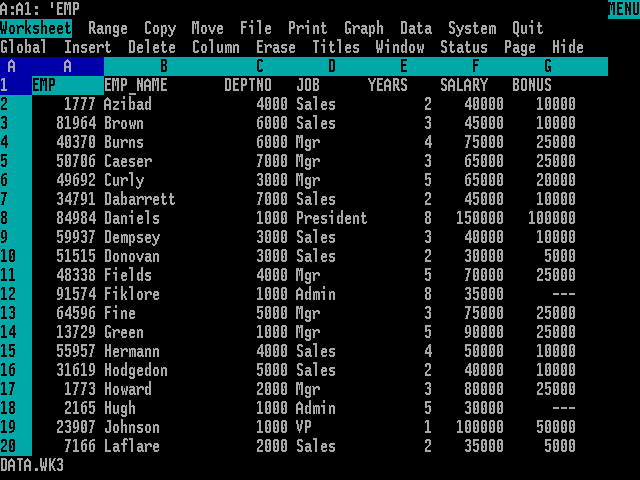 A:A1: 'EMP MENU
Worksheet Range Copy Move File Print Graph Data System Quit
Global Insert Delete Column Erase Titles Window Status Page Hide
A A B C D E F G
1 EMP EMP_NAME DEPTNO JOB YEARS SALARY BONUS
2 1777 Azibad 4000 Sales 2 40000 10000
3 81964 Brown 6000 Sales 3 45000 10000
4 40370 Burns 6000 Mgr 4 75000 25000
5 50706 Caeser 7000 Mgr 3 65000 25000
6 49692 Curly 3000 Mgr 5 65000 20000
7 34791 Dabarrett 7000 Sales 2 45000 10000
8 84984 Daniels 1000 President 8 150000 100000
9 59937 Dempsey 3000 Sales 3 40000 10000
10 51515 Donovan 3000 Sales 2 30000 5000
11 48338 Fields 4000 Mgr 5 70000 25000
12 91574 Fiklore 1000 Admin 8 35000 ---
13 64596 Fine 5000 Mgr 3 75000 25000
14 13729 Green 1000 Mgr 5 90000 25000
15 55957 Hermann 4000 Sales 4 50000 10000
16 31619 Hodgedon 5000 Sales 2 40000 10000
17 1773 Howard 2000 Mgr 3 80000 25000
18 2165 Hugh 1000 Admin 5 30000 ---
19 23907 Johnson 1000 VP 1 100000 50000
20 7166 Laflare 2000 Sales 2 35000 5000
DATA.WK3